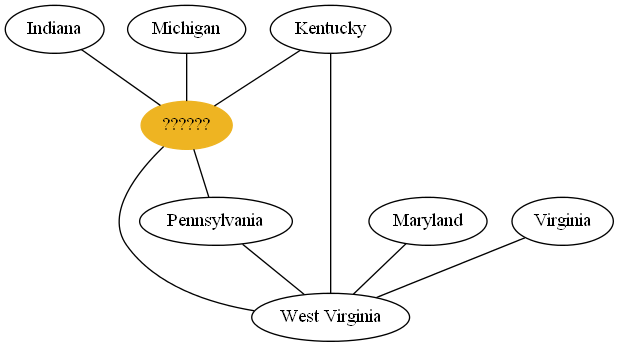 Indiana
Michigan
Kentucky
??????
Pennsylvania
Maryland
Virginia
West Virginia